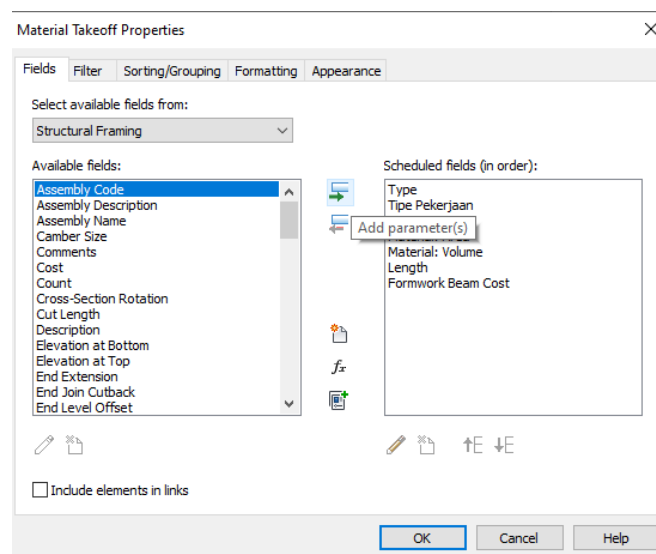 Material Takeoff Properties
Fields Filter Sorting/Grouping Formatting Appearance
Select available fields from:
Structural Framing
Available fields:
Assembly Code
Assembly Description
Assembly Name
Camber Size
Comments
Cost
Count
Cross-Section Rotation
Cut Length
Description
Elevation at Bottom
Elevation at Top
End Extension
End Join Cutback
End Level Offset
Add parameter(s)
fx
Scheduled fields (in order):
Type
Tipe Pekerjaan
Material: Volume
Length
Formwork Beam Cost
Include elements in links
OK Cancel Help